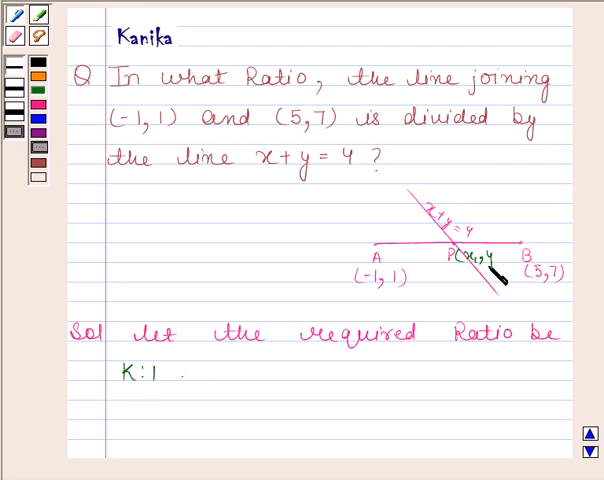 Kanika
Q In what Ratio, the line joining
(-1, 1) and (5, 7) is divided by
the line x + y = 4 ?
x+y = 4
A P(x, y B
(-1, 1) (5, 7)
Sol let the required Ratio be
K : 1